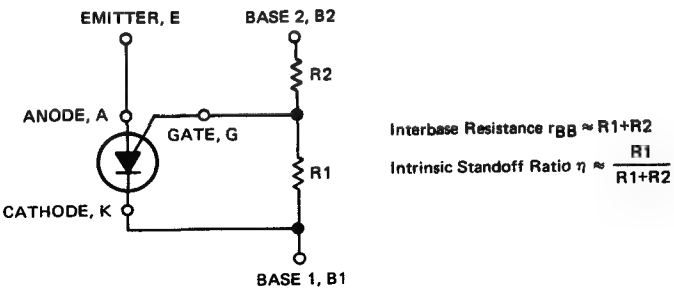 EMITTER, E
BASE 2, B2
R2
ANODE, A
GATE, G
R1
CATHODE, K
BASE 1, B1
Interbase Resistance rBB ≈ R1+R2
Intrinsic Standoff Ratio η ≈ R1
R1+R2